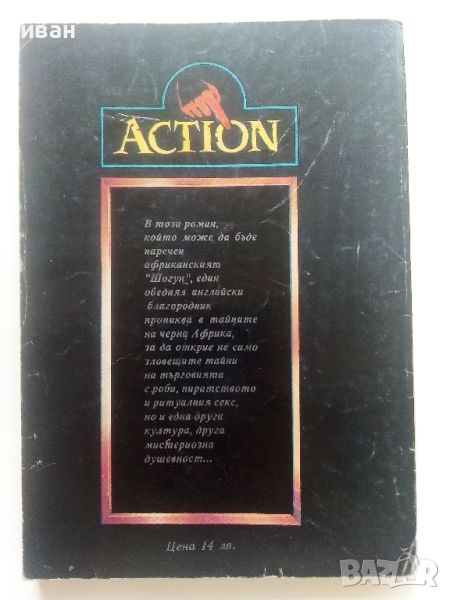 иван
ACTION
В този роман,
който може да бъде
наречен
африканският
"Шогун", един
обеднял английски
благородник
прониква в тайните
на черна Африка,
за да открие не само
зловещите тайни
на търговията
с роби, пиратството
и ритуалния секс,
но и една друга
култура, друга
мистериозна
душевност...
Цена 14 лв.
BAZAR